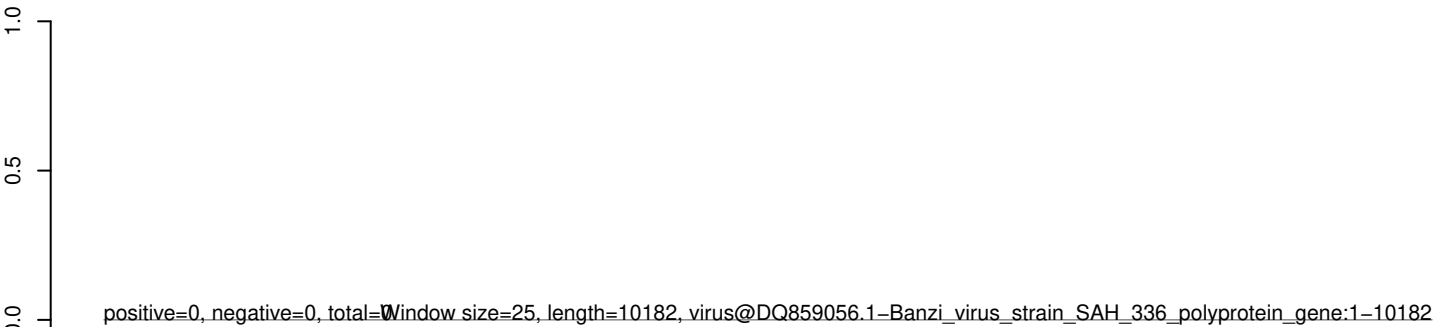 1.0
0.5
0.0
positive=0, negative=0, total=0
Window size=25, length=10182, virus@DQ859056.1−Banzi_virus_strain_SAH_336_polyprotein_gene:1−10182